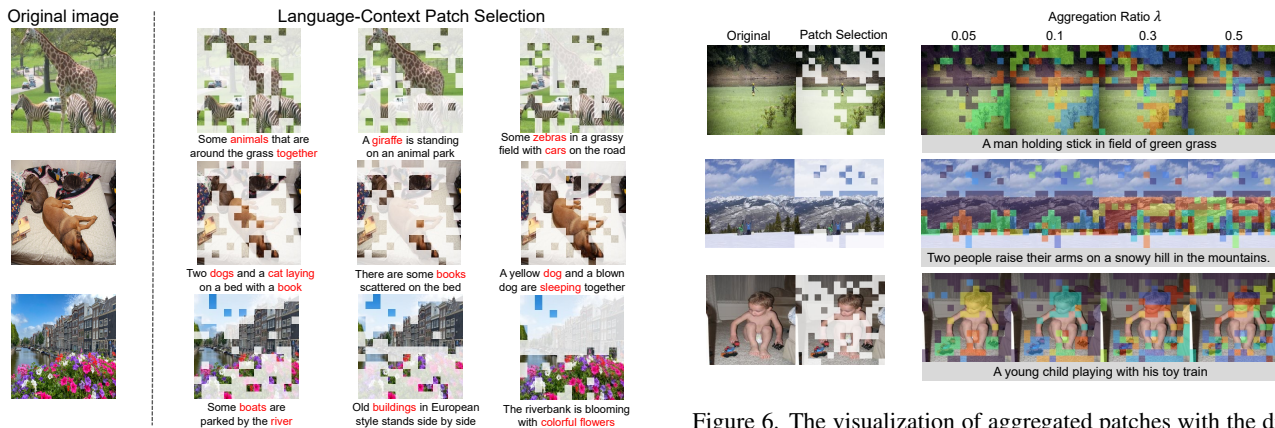 Original image
Language-Context Patch Selection
Some animals that are
around the grass together
A giraffe is standing
on an animal park
Some zebras in a grassy
field with cars on the road
Two dogs and a cat laying
on a bed with a book
There are some books
scattered on the bed
A yellow dog and a blown
dog are sleeping together
Some boats are
parked by the river
Old buildings in European
style stands side by side
The riverbank is blooming
with colorful flowers
Aggregation Ratio λ
Original
Patch Selection
0.05
0.1
0.3
0.5
A man holding stick in field of green grass
Two people raise their arms on a snowy hill in the mountains.
A young child playing with his toy train
Figure 6. The visualization of aggregated patches with the d